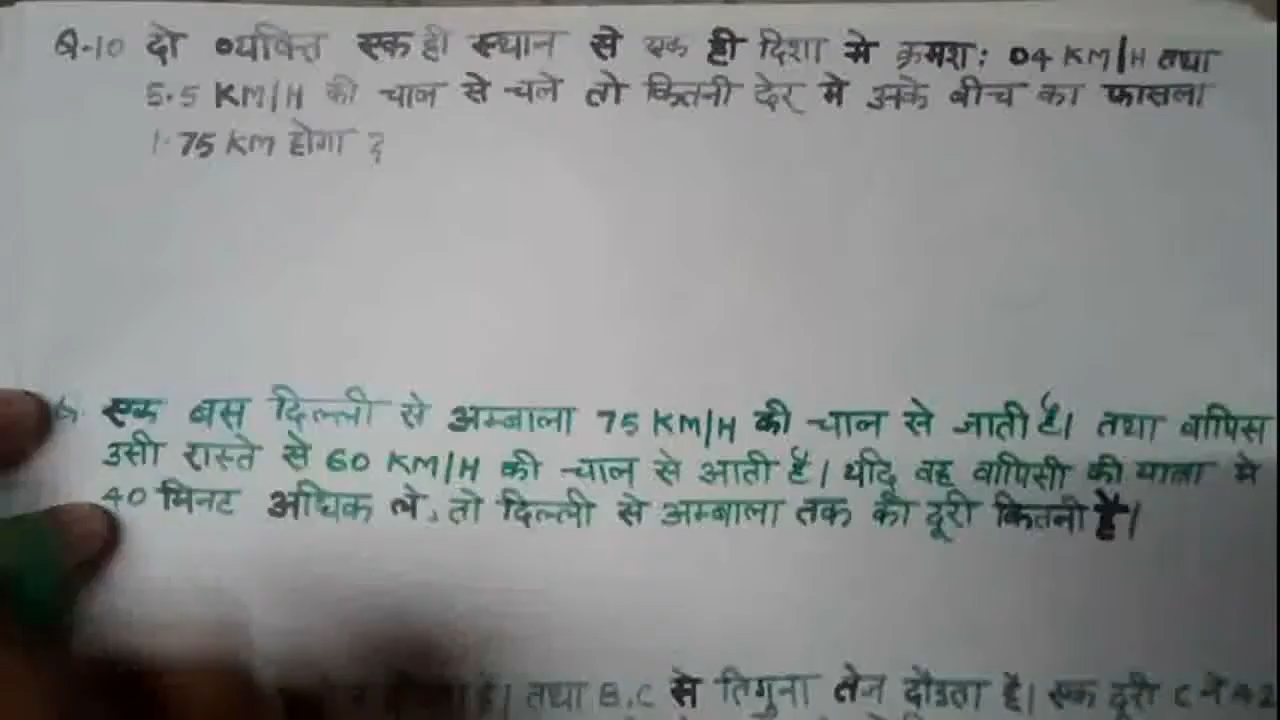 Q-10 दो व्यक्ति एक ही स्थान से एक ही दिशा मे क्रमश: 04 KM/H तथा
5.5 KM/H की चाल से चले तो कितनी देर मे उनके बीच का फासला
1.75 KM होगा ?
एक बस दिल्ली से अम्बाला 75 KM/H की चाल से जाती है। तथा वापिस
उसी रास्ते से 60 KM/H की चाल से आती है। यदि वह वापिसी की यात्रा मे
40 मिनट अधिक ले, तो दिल्ली से अम्बाला तक की दूरी कितनी है।
है। तथा B,C से तिगुना तेज दौडता है। एक दूरी C ने 42